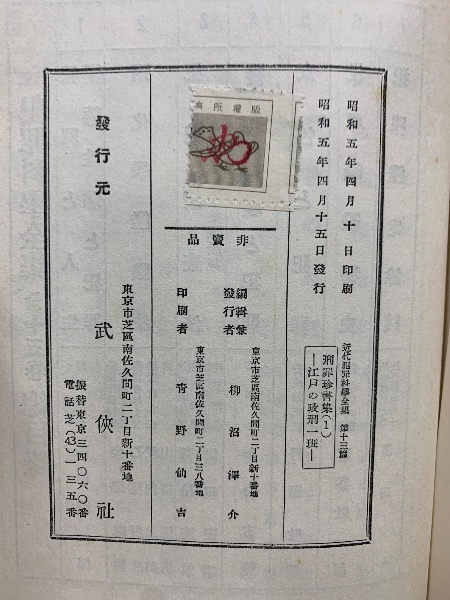 昭和五年四月十日印刷
昭和五年四月十五日發行
近代犯罪科學全集 第十三篇
刑罪珍書集(1)
―江戸の政刑一班―
版權所有
非賣品
編輯兼
發行者
東京市芝區南佐久間町二丁目新十番地
柳沼澤介
印刷者
東京市芝區南佐久間町二丁目三八番地
青野仙吉
發行元
東京市芝區南佐久間町二丁目新十番地
武俠社
振替東京三四〇六〇番
電話芝(43)一三五番